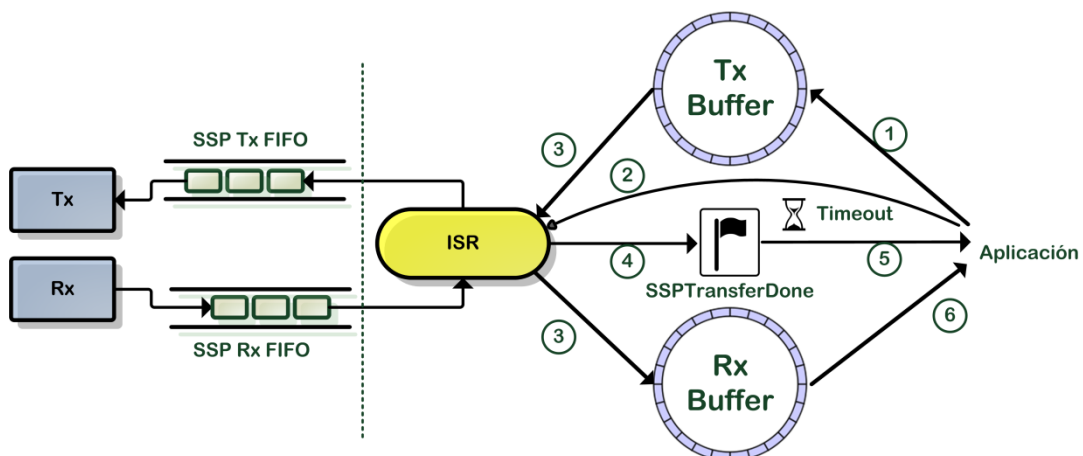 Tx
Buffer
1
3
SSP Tx FIFO
2
Tx
Timeout
ISR
Aplicación
4
5
Rx
SSPTransferDone
6
3
SSP Rx FIFO
Rx
Buffer